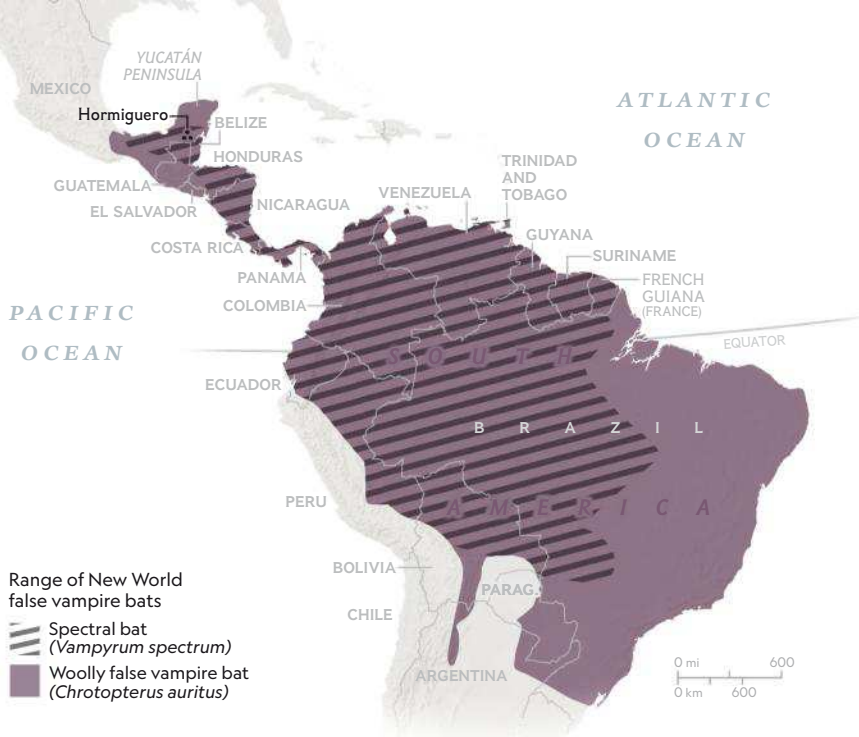 YUCATÁN
PENINSULA
MEXICO
ATLANTIC
OCEAN
Hormiguero
BELIZE
HONDURAS
TRINIDAD
AND
TOBAGO
GUATEMALA
VENEZUELA
EL SALVADOR
NICARAGUA
GUYANA
COSTA RICA
SURINAME
PANAMA
FRENCH
GUIANA
(FRANCE)
COLOMBIA
PACIFIC
OCEAN
EQUATOR
SOUTH
ECUADOR
BRAZIL
PERU
AMERICA
BOLIVIA
PARAG.
CHILE
ARGENTINA
Range of New World
false vampire bats
Spectral bat
(Vampyrum spectrum)
Woolly false vampire bat
(Chrotopterus auritus)
0 mi 600
0 km 600